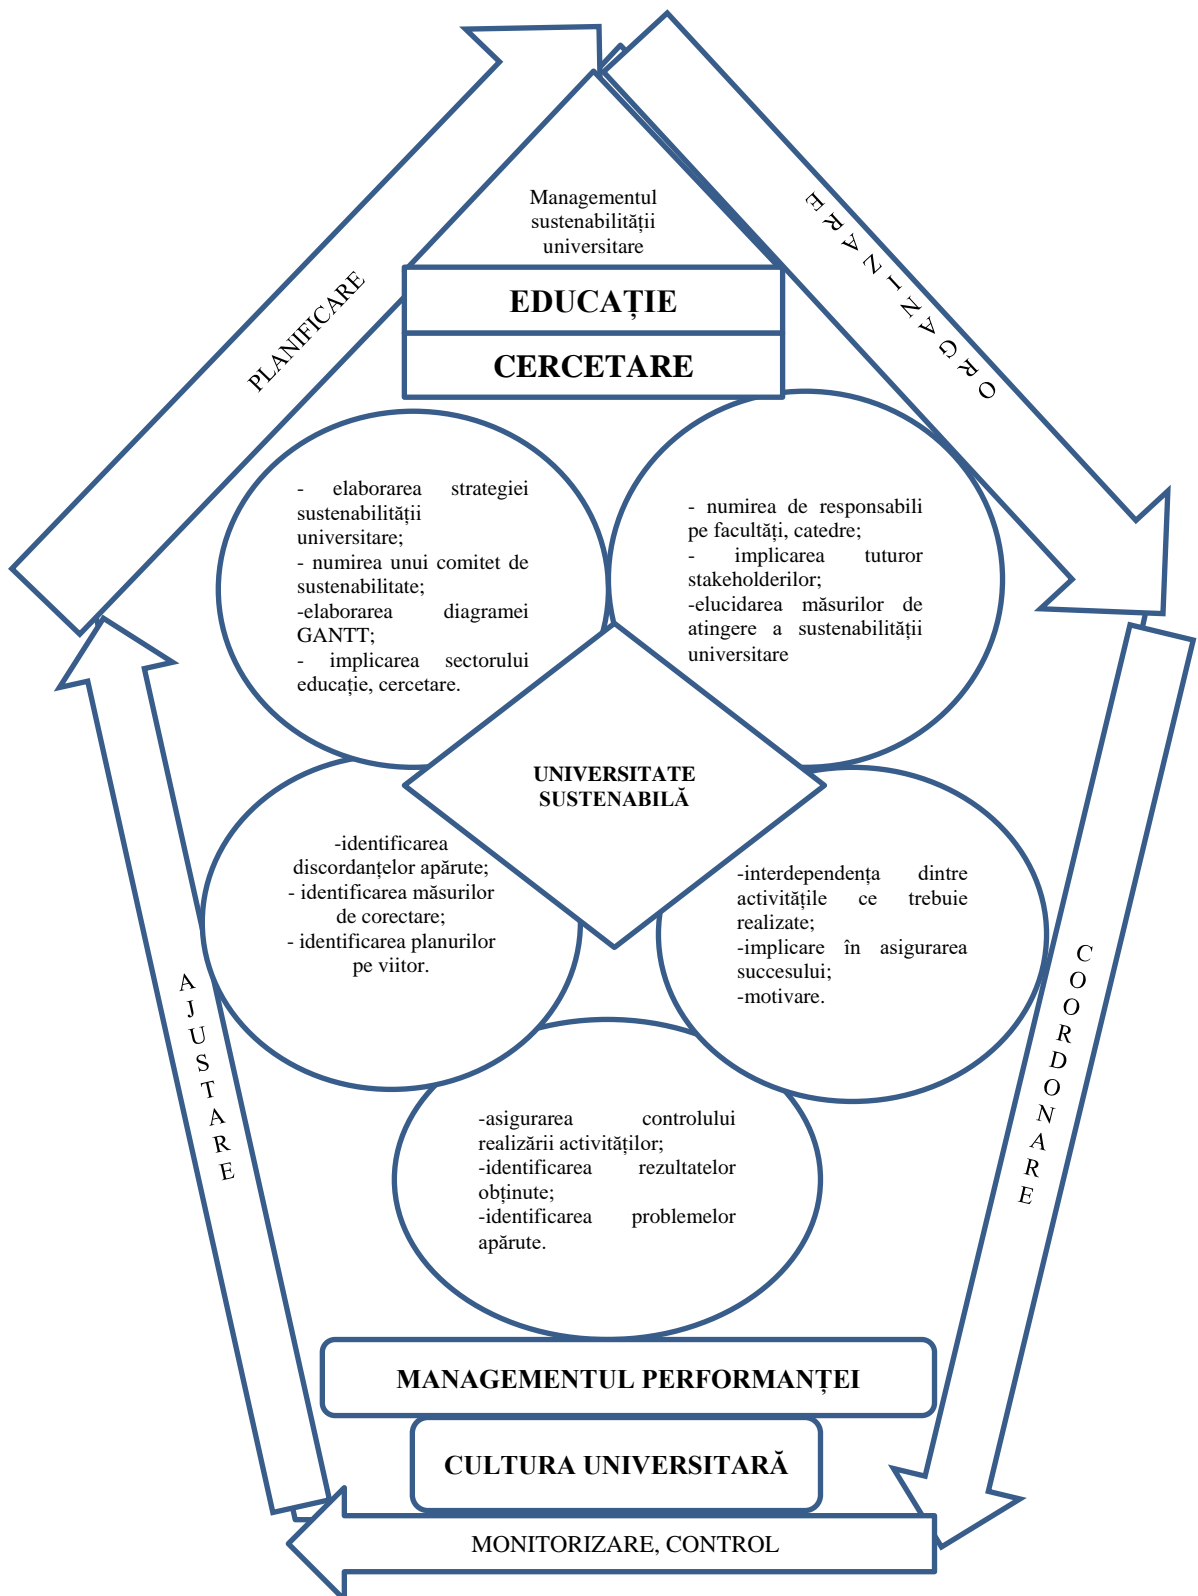 Managementul
sustenabilității
universitare
EDUCAȚIE
CERCETARE
PLANIFICARE
ORGANIZARE
- elaborarea strategiei
sustenabilității
universitare;
- numirea unui comitet de
sustenabilitate;
-elaborarea diagramei
GANTT;
- implicarea sectorului
educație, cercetare.
- numirea de responsabili
pe facultăți, catedre;
- implicarea tuturor
stakeholderilor;
-elucidarea măsurilor de
atingere a sustenabilității
universitare
UNIVERSITATE
SUSTENABILĂ
-identificarea
discordanțelor apărute;
- identificarea măsurilor
de corectare;
- identificarea planurilor
pe viitor.
-interdependența dintre
activitățile ce trebuie
realizate;
-implicare în asigurarea
succesului;
-motivare.
AJUSTARE
COORDONARE
-asigurarea controlului
realizării activităților;
-identificarea rezultatelor
obținute;
-identificarea problemelor
apărute.
MANAGEMENTUL PERFORMANȚEI
CULTURA UNIVERSITARĂ
MONITORIZARE, CONTROL